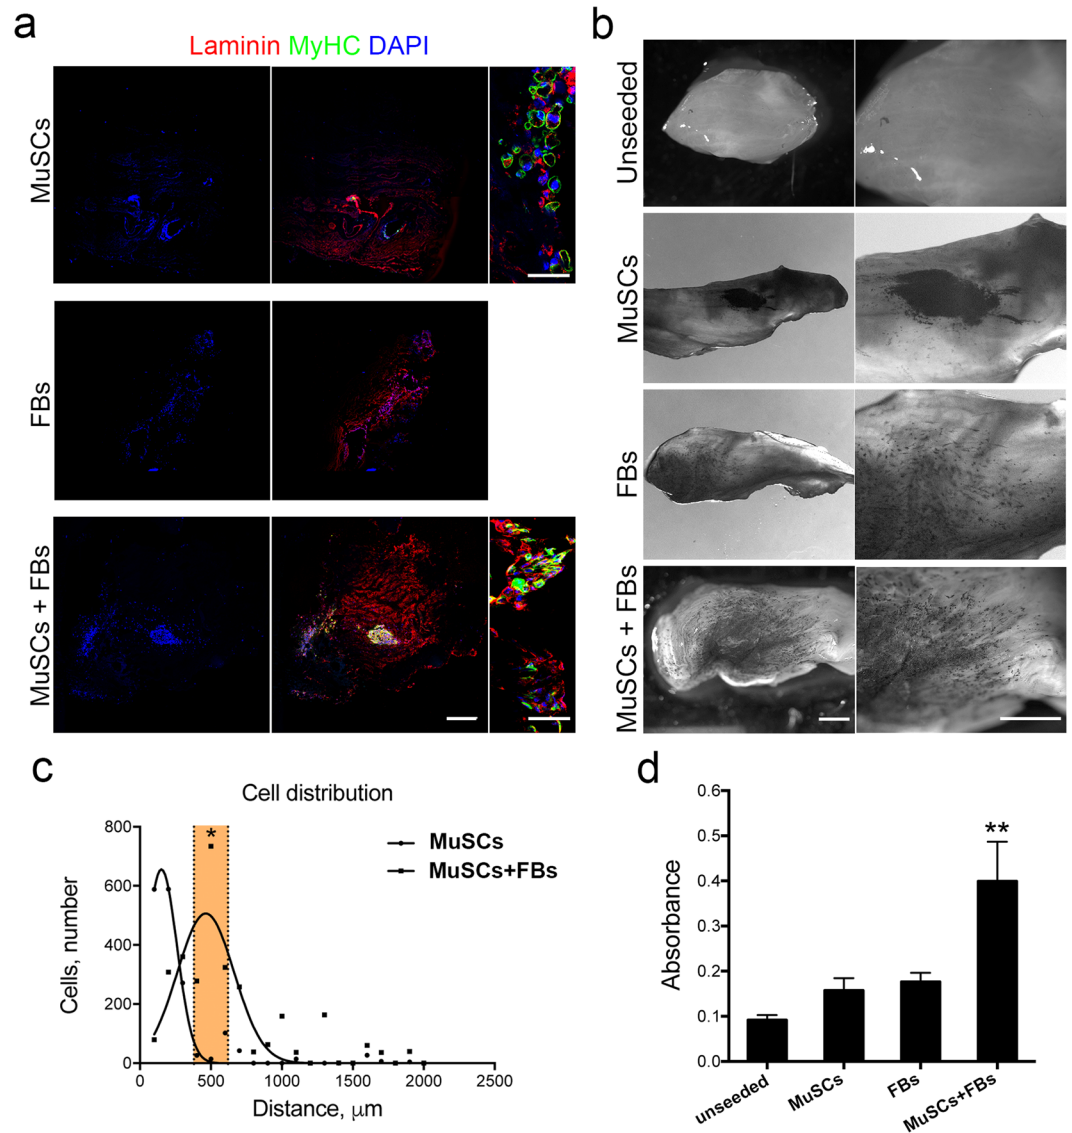 a
Laminin MyHC DAPI
MuSCs
FBs
MuSCs + FBs
b
Unseeded
MuSCs
FBs
MuSCs + FBs
c
Cell distribution
Cells, number
800
600
400
200
0
*
MuSCs
MuSCs+FBs
0 500 1000 1500 2000 2500
Distance, μm
d
Absorbance
0.6
0.5
0.4
0.3
0.2
0.1
0.0
**
unseeded
MuSCs
FBs
MuSCs+FBs